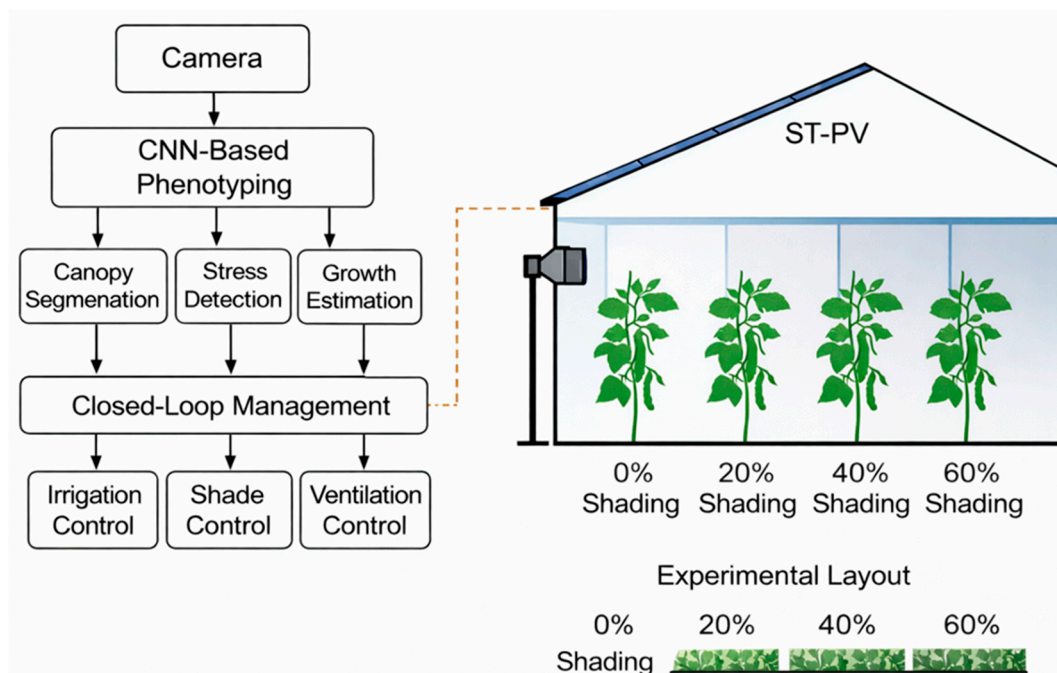 Camera
CNN-Based
Phenotyping
Canopy
Segmenation
Stress
Detection
Growth
Estimation
Closed-Loop Management
Irrigation
Control
Shade
Control
Ventilation
Control
ST-PV
0%
Shading
20%
Shading
40%
Shading
60%
Shading
Experimental Layout
0%
Shading
20%
40%
60%